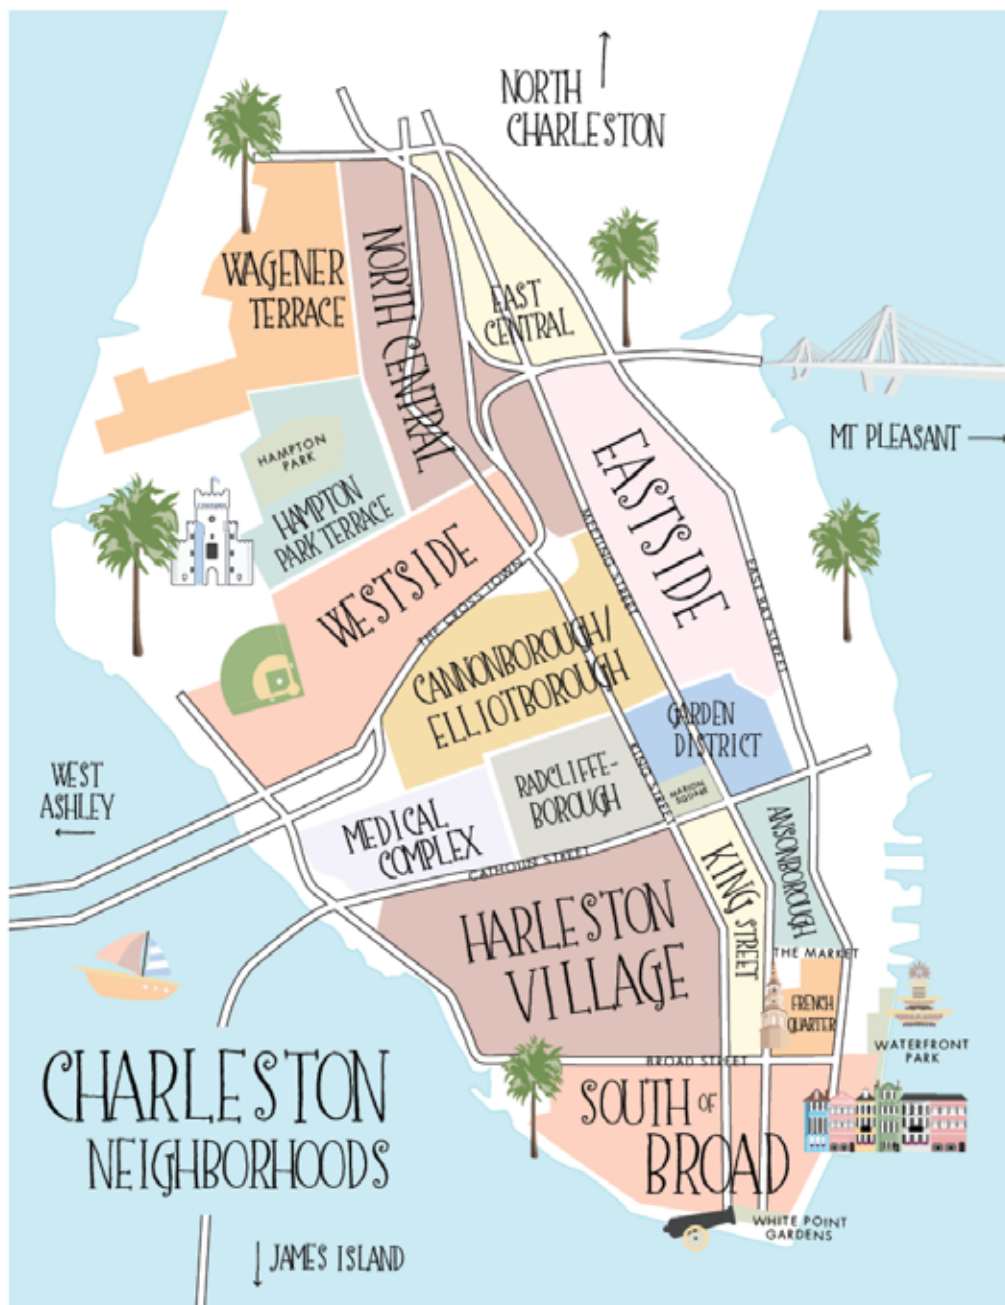 NORTH
CHARLESTON
WAGENER
TERRACE
NORTH CENTRAL
EAST
CENTRAL
MT PLEASANT
HAMPTON
PARK
HAMPTON
PARK TERRACE
EASTSIDE
WESTSIDE
THE CROSS TOWN
MEETING STREET
EAST BAY STREET
CANNONBOROUGH/
ELLIOTBOROUGH
GARDEN
DISTRICT
WEST
ASHLEY
RADCLIFFE-
BOROUGH
KING STREET
MARION
SQUARE
MEDICAL
COMPLEX
CALHOUN STREET
KING STREET
ANSONBOROUGH
HARLESTON
VILLAGE
THE MARKET
FRENCH
QUARTER
WATERFRONT
PARK
BROAD STREET
CHARLESTON
NEIGHBORHOODS
SOUTH OF
BROAD
WHITE POINT
GARDENS
JAMES ISLAND